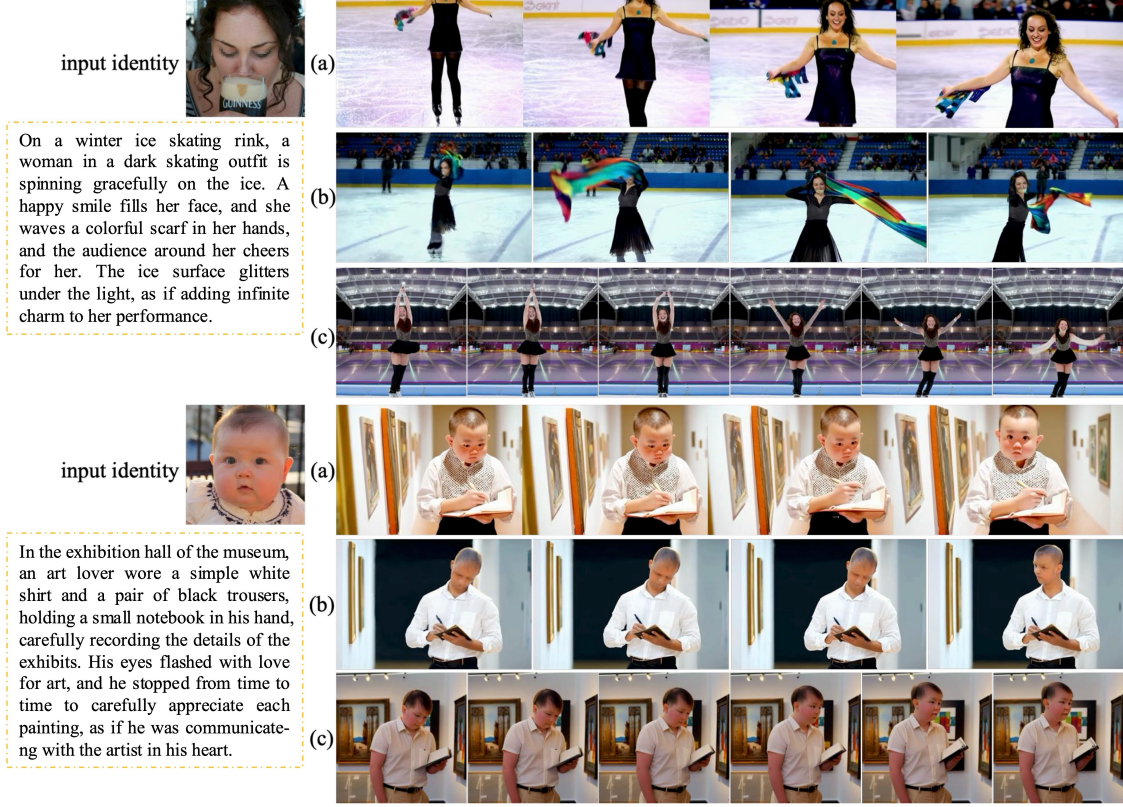 input identity
GUINNESS
On a winter ice skating rink, a
woman in a dark skating outfit is
spinning gracefully on the ice. A
happy smile fills her face, and she
waves a colorful scarf in her hands,
and the audience around her cheers
for her. The ice surface glitters
under the light, as if adding infinite
charm to her performance.
(a)
(b)
(c)
input identity
In the exhibition hall of the museum,
an art lover wore a simple white
shirt and a pair of black trousers,
holding a small notebook in his hand,
carefully recording the details of the
exhibits. His eyes flashed with love
for art, and he stopped from time to
time to carefully appreciate each
painting, as if he was communicate-
ng with the artist in his heart.
(a)
(b)
(c)